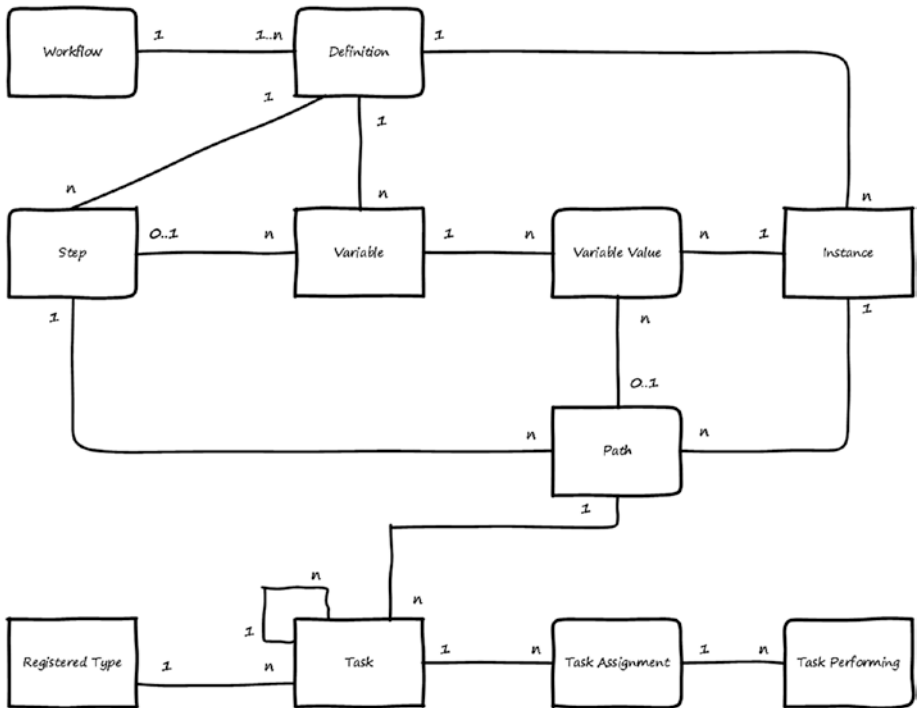 Workflow 1 1..n Definition 1
1 1
n n n
Step 0..1 n Variable 1 n Variable Value n 1 Instance
1 n 1
0..1
n Path n
1
n n
1
Registered Type 1 n Task 1 n Task Assignment 1 n Task Performing